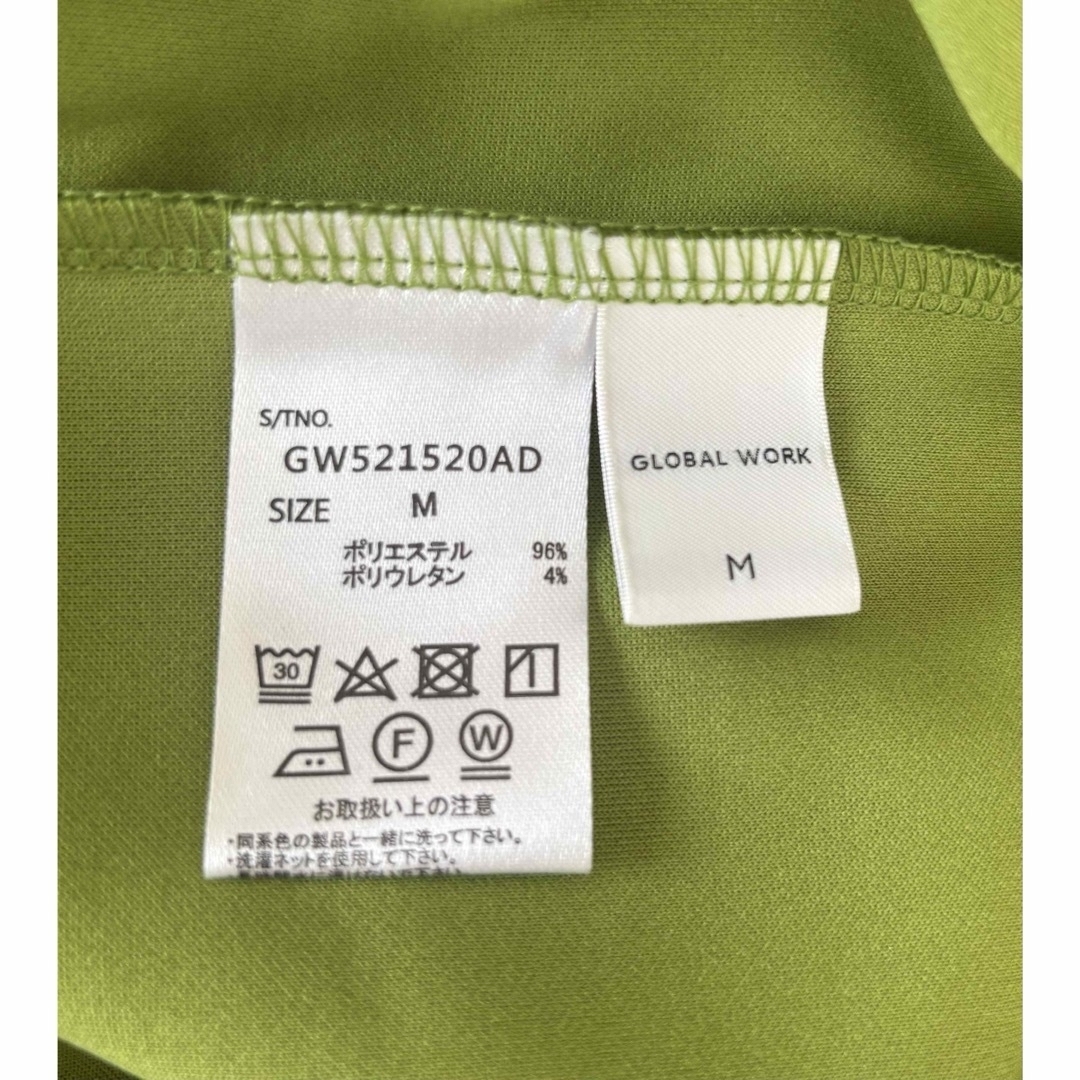 S/TNO.
GW521520AD
SIZE M
ポリエステル 96%
ポリウレタン 4%
30
1
F
W
お取扱い上の注意
・同系色の製品と一緒に洗って下さい。
・洗濯ネットを使用して下さい。
GLOBAL WORK
M